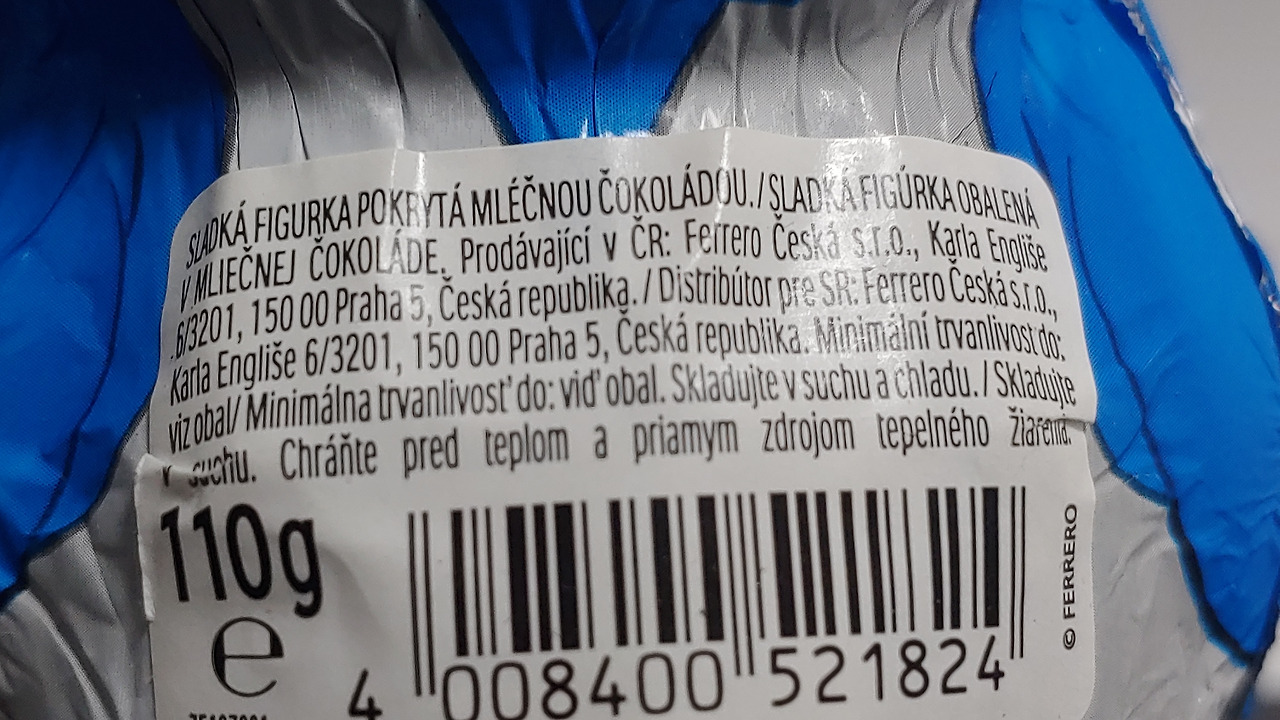 SLADKÁ FIGURKA POKRYTÁ MLÉČNOU ČOKOLÁDOU. / SLADKÁ FIGÚRKA OBALENÁ
V MLIEČNEJ ČOKOLÁDE. Prodávající v ČR: Ferrero Česká s.r.o., Karla Engliše
6/3201, 150 00 Praha 5, Česká republika. / Distribútor pre SR: Ferrero Česká s.r.o.,
Karla Engliše 6/3201, 150 00 Praha 5, Česká republika. Minimální trvanlivost do:
viz obal/ Minimálna trvanlivosť do: viď obal. Skladujte v suchu a chladu. / Skladujte
v suchu. Chráňte pred teplom a priamym zdrojom tepelného žiarenia.
110g
e
4 008400 521824
© FERRERO